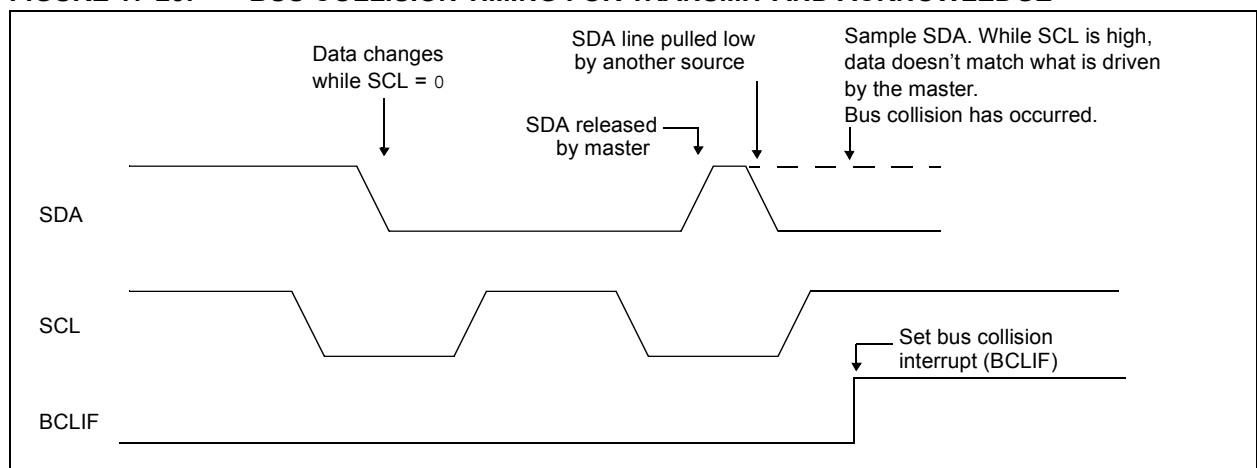 Data changes
while SCL = 0
SDA line pulled low
by another source
Sample SDA. While SCL is high,
data doesn't match what is driven
by the master.
Bus collision has occurred.
SDA released
by master
SDA
SCL
Set bus collision
interrupt (BCLIF)
BCLIF